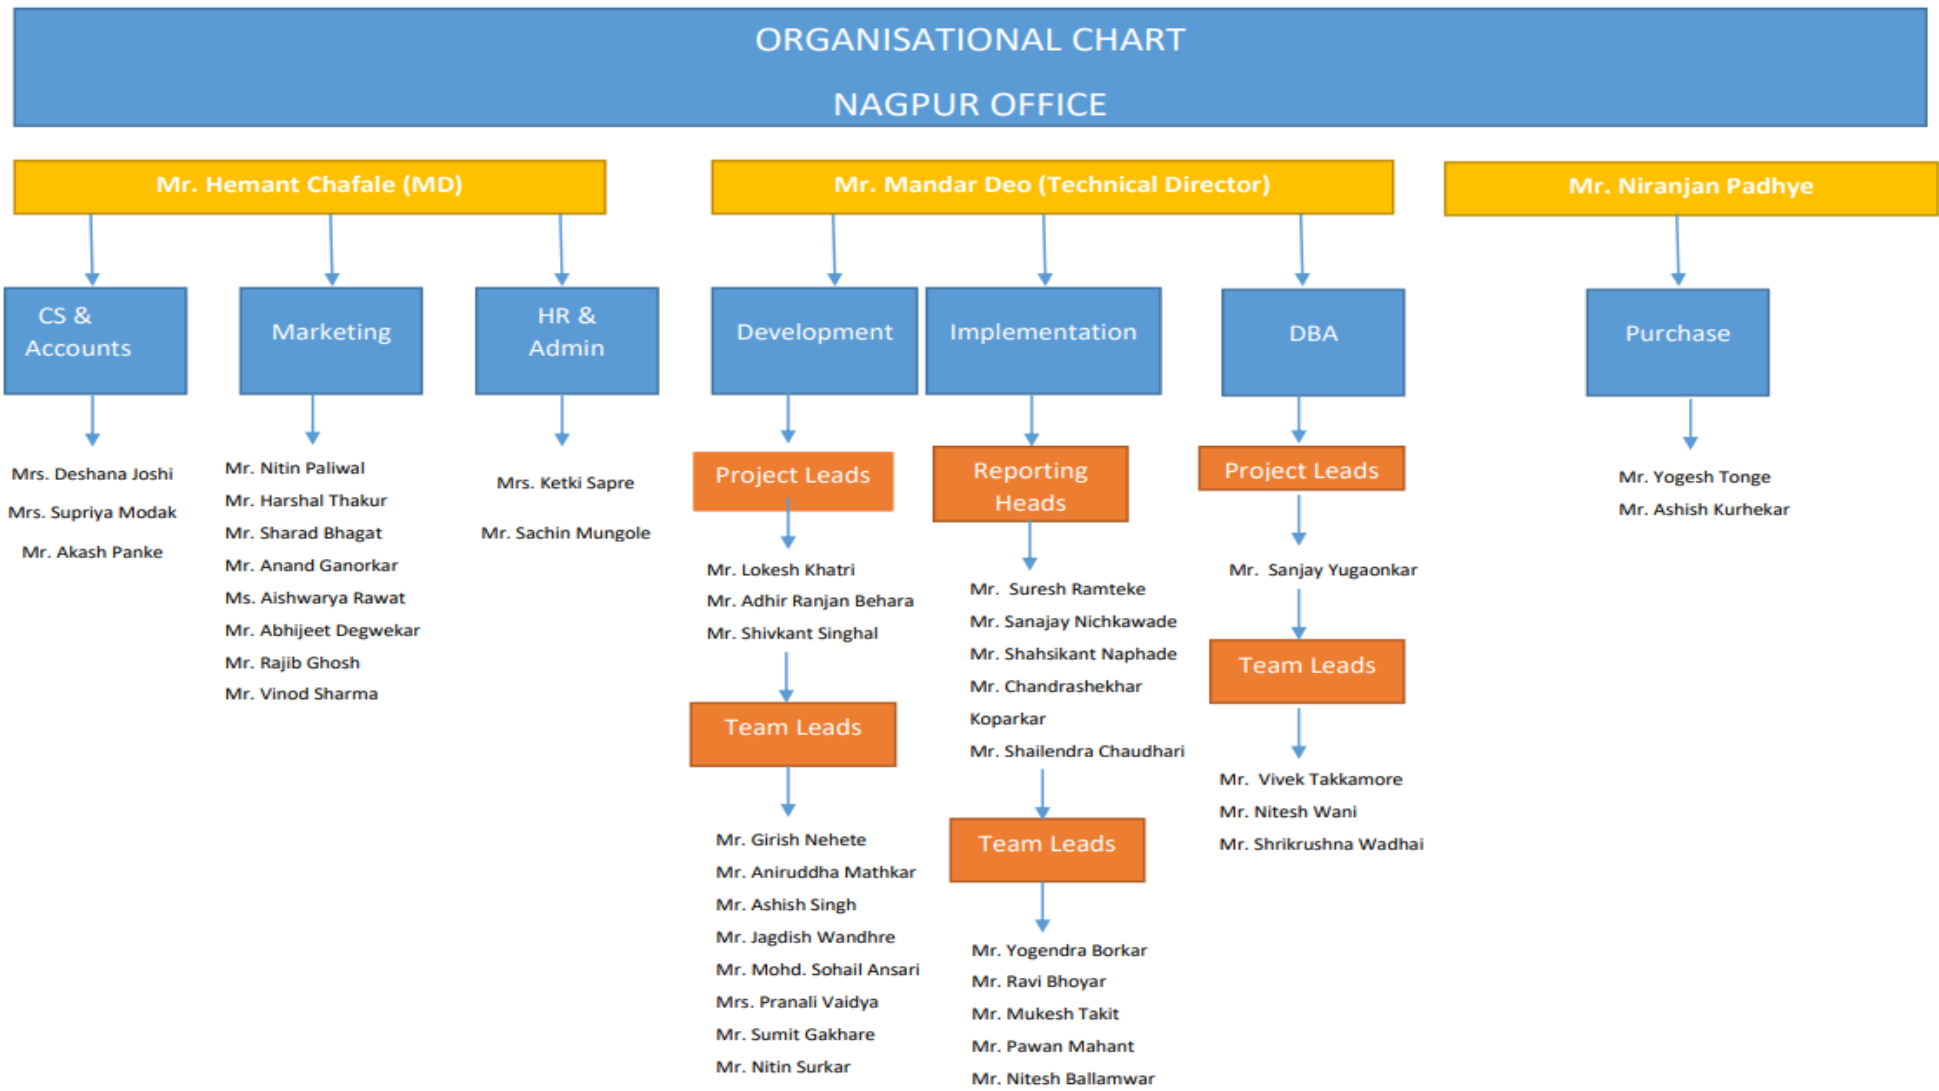 ORGANISATIONAL CHART
NAGPUR OFFICE
Mr. Hemant Chafale (MD)
CS &
Accounts
Mrs. Deshana Joshi
Mrs. Supriya Modak
Mr. Akash Panke
Marketing
Mr. Nitin Paliwal
Mr. Harshal Thakur
Mr. Sharad Bhagat
Mr. Anand Ganorkar
Ms. Aishwarya Rawat
Mr. Abhijeet Degwekar
Mr. Rajib Ghosh
Mr. Vinod Sharma
HR &
Admin
Mrs. Ketki Sapre
Mr. Sachin Mungole
Mr. Mandar Deo (Technical Director)
Development
Project Leads
Mr. Lokesh Khatri
Mr. Adhir Ranjan Behara
Mr. Shivkant Singhal
Team Leads
Mr. Girish Nehete
Mr. Aniruddha Mathkar
Mr. Ashish Singh
Mr. Jagdish Wandhre
Mr. Mohd. Sohail Ansari
Mrs. Pranali Vaidya
Mr. Sumit Gakhare
Mr. Nitin Surkar
Implementation
Reporting
Heads
Mr. Suresh Ramteke
Mr. Sanajay Nichkawade
Mr. Shahsikant Naphade
Mr. Chandrashekhar
Koparkar
Mr. Shailendra Chaudhari
Team Leads
Mr. Yogendra Borkar
Mr. Ravi Bhoyar
Mr. Mukesh Takit
Mr. Pawan Mahant
Mr. Nitesh Ballamwar
DBA
Project Leads
Mr. Sanjay Yugaonkar
Team Leads
Mr. Vivek Takkamore
Mr. Nitesh Wani
Mr. Shrikrushna Wadhai
Mr. Niranjan Padhye
Purchase
Mr. Yogesh Tonge
Mr. Ashish Kurhekar